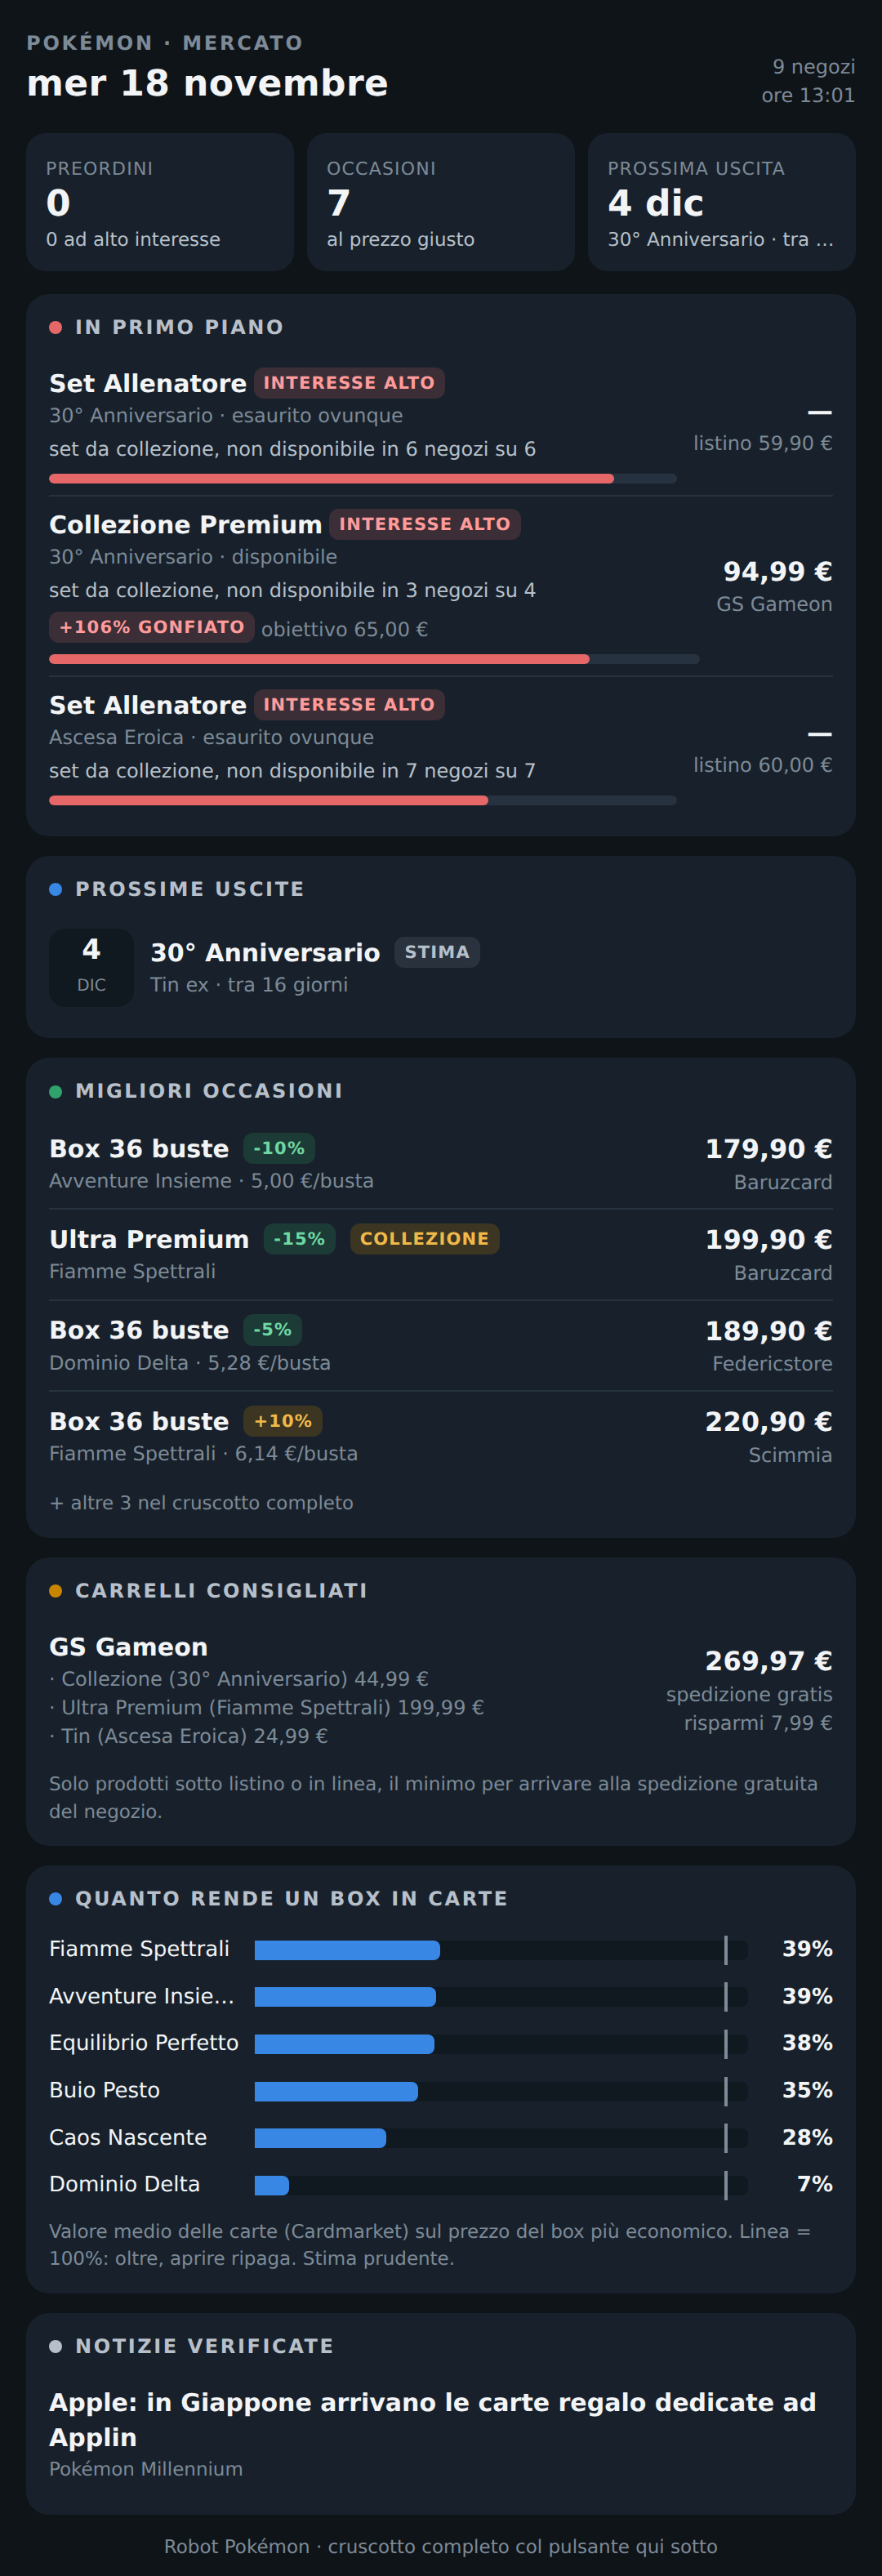 POKÉMON · MERCATO
mer 18 novembre
9 negozi
ore 13:01
PREORDINI
0
0 ad alto interesse
OCCASIONI
7
al prezzo giusto
PROSSIMA USCITA
4 dic
30° Anniversario · tra …
IN PRIMO PIANO
Set Allenatore INTERESSE ALTO
30° Anniversario · esaurito ovunque
set da collezione, non disponibile in 6 negozi su 6
—
listino 59,90 €
Collezione Premium INTERESSE ALTO
30° Anniversario · disponibile
set da collezione, non disponibile in 3 negozi su 4
+106% GONFIATO obiettivo 65,00 €
94,99 €
GS Gameon
Set Allenatore INTERESSE ALTO
Ascesa Eroica · esaurito ovunque
set da collezione, non disponibile in 7 negozi su 7
—
listino 60,00 €
PROSSIME USCITE
4
DIC
30° Anniversario STIMA
Tin ex · tra 16 giorni
MIGLIORI OCCASIONI
Box 36 buste -10%
Avventure Insieme · 5,00 €/busta
179,90 €
Baruzcard
Ultra Premium -15% COLLEZIONE
Fiamme Spettrali
199,90 €
Baruzcard
Box 36 buste -5%
Dominio Delta · 5,28 €/busta
189,90 €
Federicstore
Box 36 buste +10%
Fiamme Spettrali · 6,14 €/busta
220,90 €
Scimmia
+ altre 3 nel cruscotto completo
CARRELLI CONSIGLIATI
GS Gameon
· Collezione (30° Anniversario) 44,99 €
· Ultra Premium (Fiamme Spettrali) 199,99 €
· Tin (Ascesa Eroica) 24,99 €
269,97 €
spedizione gratis
risparmi 7,99 €
Solo prodotti sotto listino o in linea, il minimo per arrivare alla spedizione gratuita
del negozio.
QUANTO RENDE UN BOX IN CARTE
Fiamme Spettrali 39%
Avventure Insie… 39%
Equilibrio Perfetto 38%
Buio Pesto 35%
Caos Nascente 28%
Dominio Delta 7%
Valore medio delle carte (Cardmarket) sul prezzo del box più economico. Linea =
100%: oltre, aprire ripaga. Stima prudente.
NOTIZIE VERIFICATE
Apple: in Giappone arrivano le carte regalo dedicate ad
Applin
Pokémon Millennium
Robot Pokémon · cruscotto completo col pulsante qui sotto